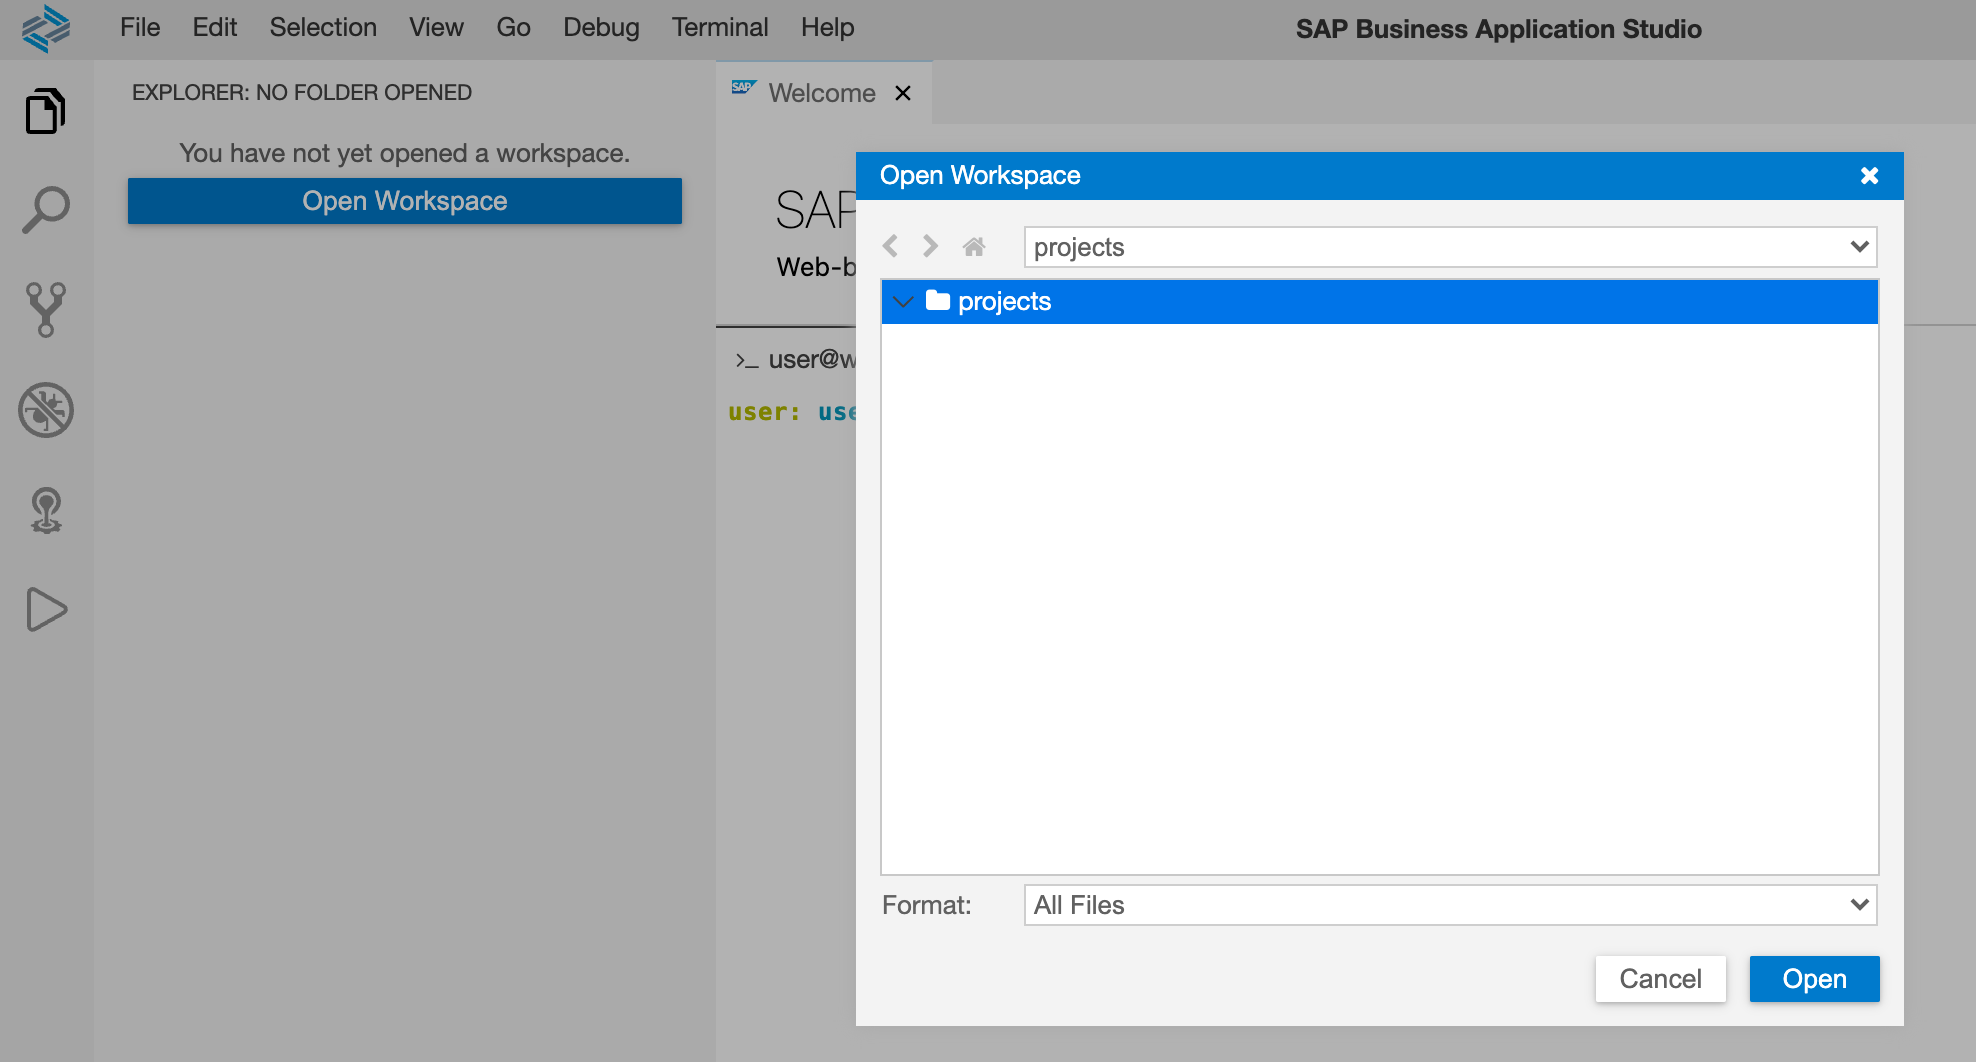 File Edit Selection View Go Debug Terminal Help
SAP Business Application Studio
EXPLORER: NO FOLDER OPENED
You have not yet opened a workspace.
Open Workspace
SAP Welcome
SAP
Web-b
>_ user@w
user: use
Open Workspace
projects
projects
Format: All Files
Cancel Open